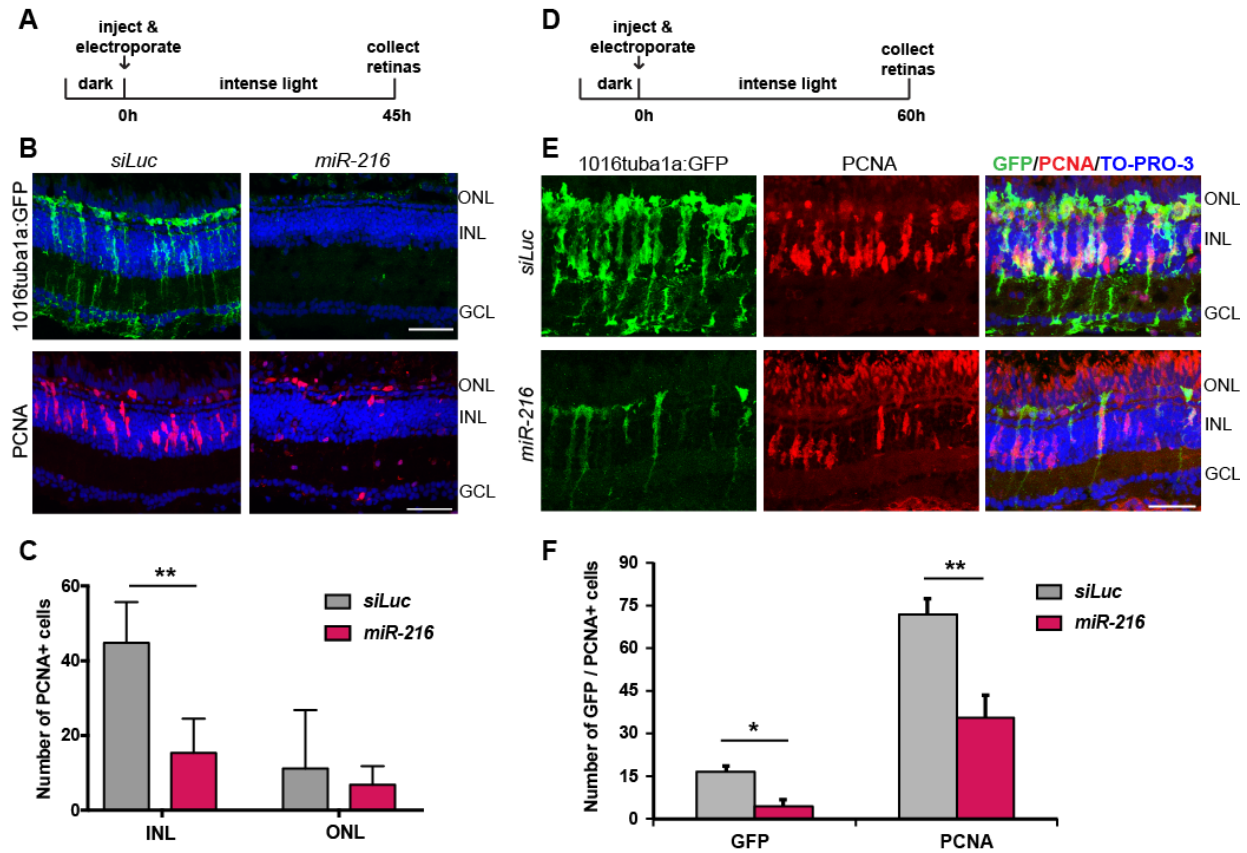 A
inject &
electroporate
collect
retinas
dark
intense light
0h
45h
B
siLuc
miR-216
1016tuba1a:GFP
ONL
INL
GCL
PCNA
ONL
INL
GCL
C
Number of PCNA+ cells
60
40
20
0
**
siLuc
miR-216
INL
ONL
D
inject &
electroporate
collect
retinas
dark
intense light
0h
60h
E
1016tuba1a:GFP
PCNA
GFP/PCNA/TO-PRO-3
siLuc
ONL
INL
GCL
miR-216
ONL
INL
GCL
F
Number of GFP / PCNA+ cells
90
75
60
45
30
15
0
*
**
siLuc
miR-216
GFP
PCNA